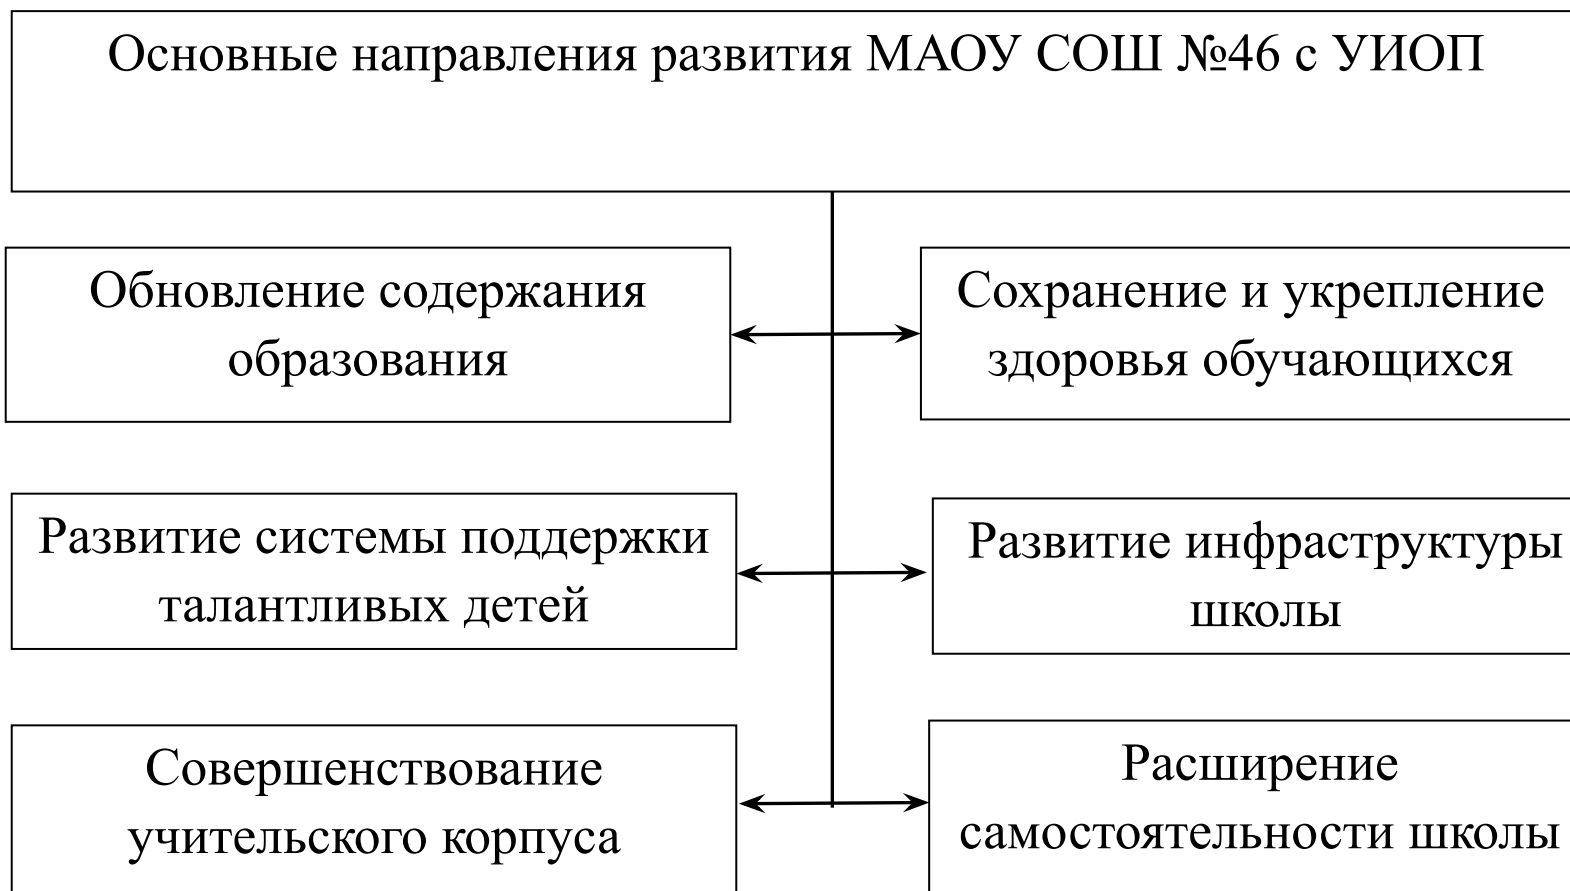 Основные направления развития МАОУ СОШ №46 с УИОП
Обновление содержания
образования
Сохранение и укрепление
здоровья обучающихся
Развитие системы поддержки
талантливых детей
Развитие инфраструктуры
школы
Совершенствование
учительского корпуса
Расширение
самостоятельности школы